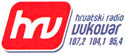 hrv
hrvatski radio
vukovar
107,2 104,1 95,4